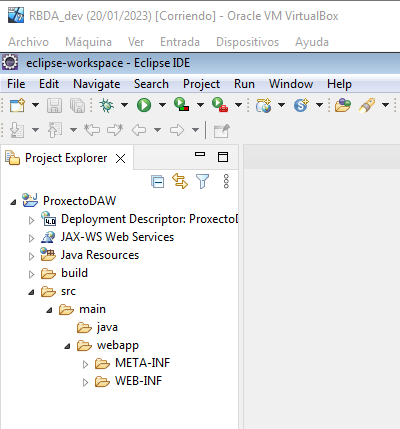 RBDA_dev (20/01/2023) [Corriendo] - Oracle VM VirtualBox
Archivo Máquina Ver Entrada Dispositivos Ayuda
eclipse-workspace - Eclipse IDE
File Edit Navigate Search Project Run Window Help
Project Explorer
ProxectoDAW
Deployment Descriptor: ProxectoD
JAX-WS Web Services
Java Resources
build
src
main
java
webapp
META-INF
WEB-INF